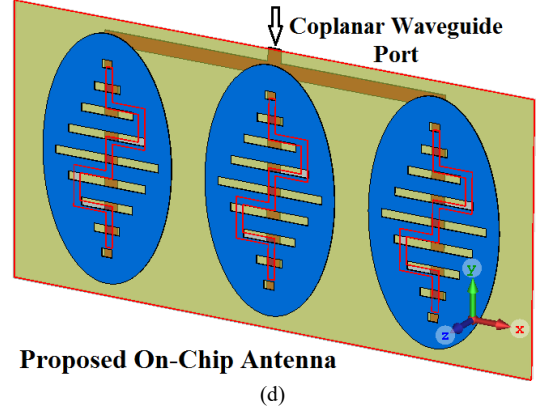 Coplanar Waveguide
Port
y
z
x
Proposed On-Chip Antenna
(d)